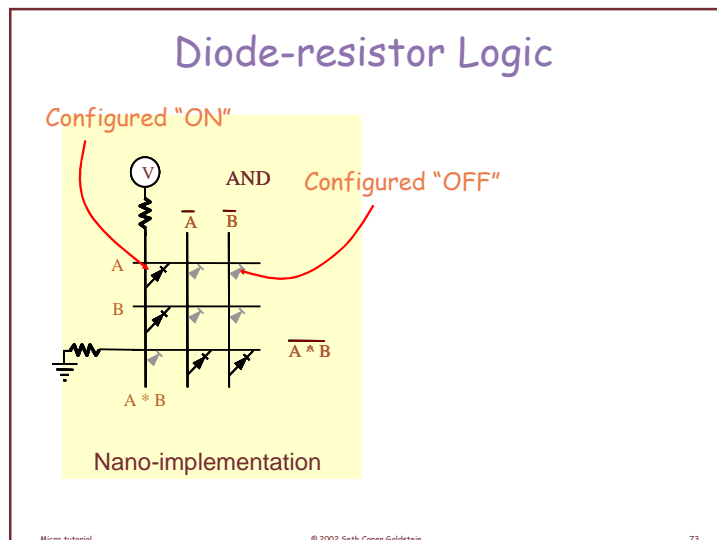 Diode-resistor Logic
Configured “ON”
V
AND
Configured “OFF”
A̅ B̅
A
B
A̅ ̅*̅ ̅B̅
A * B
Nano-implementation
Micro tutorial © 2002 Seth Copen Goldstein 73